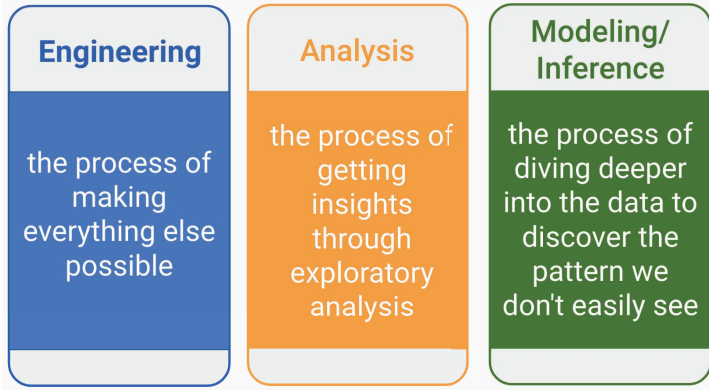 Engineering
the process of
making
everything else
possible
Analysis
the process of
getting
insights
through
exploratory
analysis
Modeling/
Inference
the process of
diving deeper
into the data to
discover the
pattern we
don't easily see